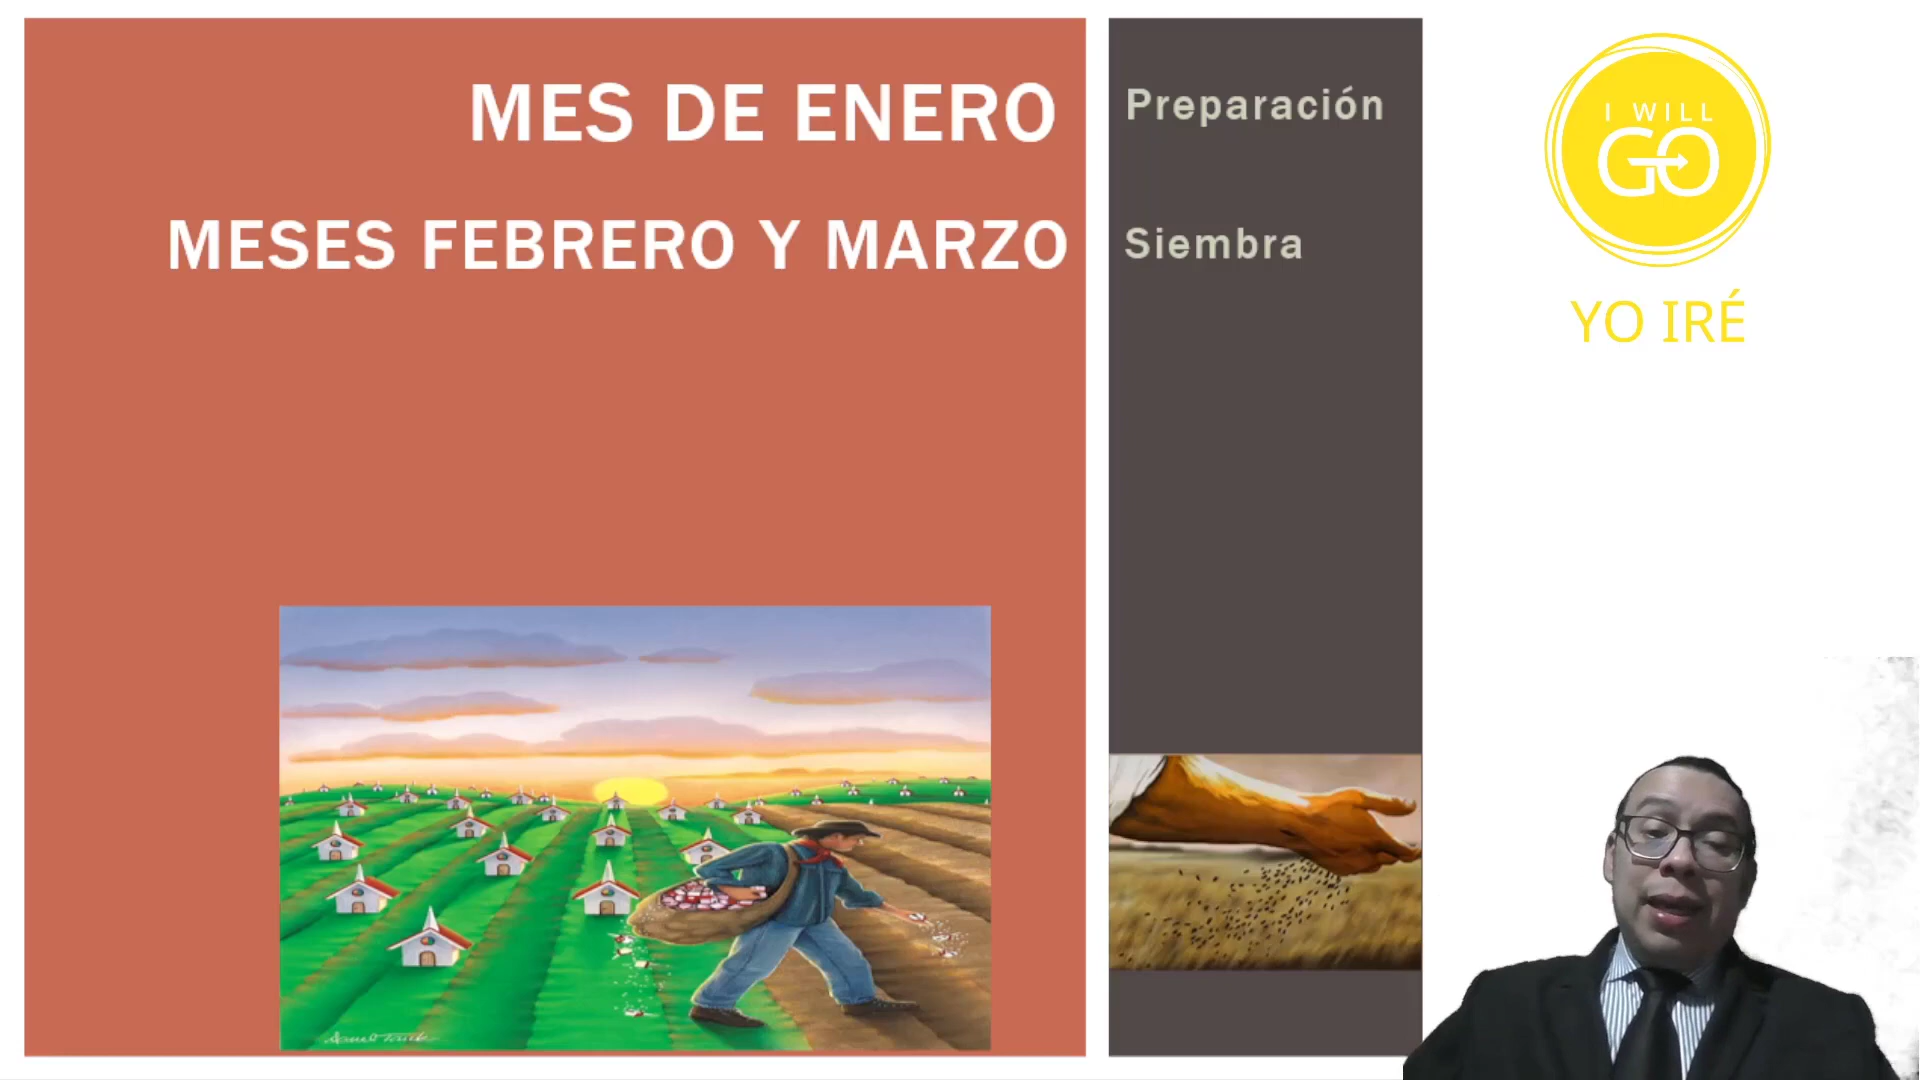 MES DE ENERO
Preparación
MESES FEBRERO Y MARZO
Siembra
I WILL
GO
YO IRÉ